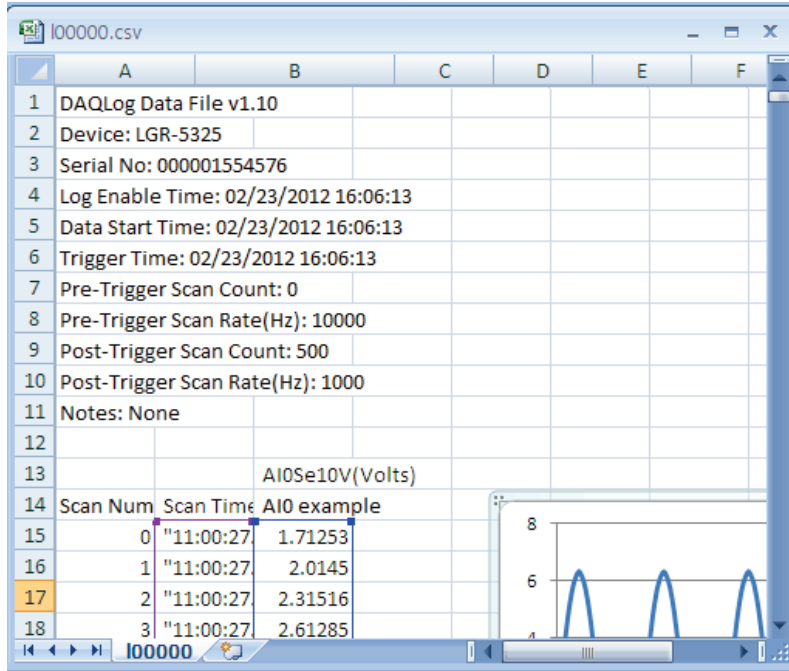 l00000.csv
A B C D E F
1 DAQLog Data File v1.10
2 Device: LGR-5325
3 Serial No: 000001554576
4 Log Enable Time: 02/23/2012 16:06:13
5 Data Start Time: 02/23/2012 16:06:13
6 Trigger Time: 02/23/2012 16:06:13
7 Pre-Trigger Scan Count: 0
8 Pre-Trigger Scan Rate(Hz): 10000
9 Post-Trigger Scan Count: 500
10 Post-Trigger Scan Rate(Hz): 1000
11 Notes: None
12
13 AI0Se10V(Volts)
14 Scan Num Scan Time AI0 example
15 0 "11:00:27. 1.71253 8
16 1 "11:00:27. 2.0145 6
17 2 "11:00:27. 2.31516
18 3 "11:00:27. 2.61285 4
l00000